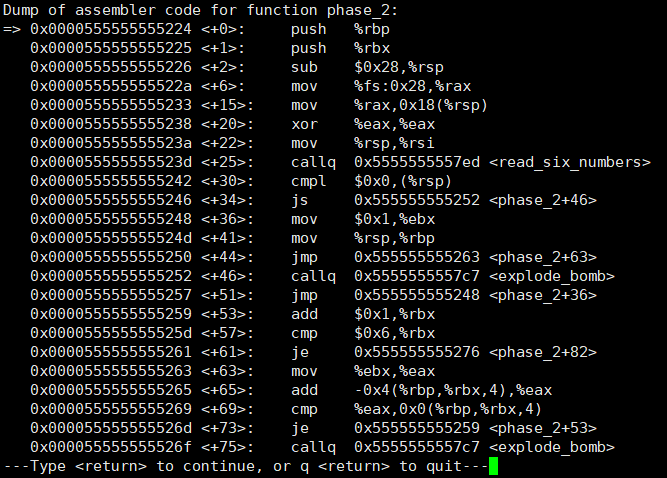 Dump of assembler code for function phase_2:
=> 0x0000555555555224 <+0>:     push   %rbp
   0x0000555555555225 <+1>:     push   %rbx
   0x0000555555555226 <+2>:     sub    $0x28,%rsp
   0x000055555555522a <+6>:     mov    %fs:0x28,%rax
   0x0000555555555233 <+15>:    mov    %rax,0x18(%rsp)
   0x0000555555555238 <+20>:    xor    %eax,%eax
   0x000055555555523a <+22>:    mov    %rsp,%rsi
   0x000055555555523d <+25>:    callq  0x5555555557ed <read_six_numbers>
   0x0000555555555242 <+30>:    cmpl   $0x0,(%rsp)
   0x0000555555555246 <+34>:    js     0x555555555252 <phase_2+46>
   0x0000555555555248 <+36>:    mov    $0x1,%ebx
   0x000055555555524d <+41>:    mov    %rsp,%rbp
   0x0000555555555250 <+44>:    jmp    0x555555555263 <phase_2+63>
   0x0000555555555252 <+46>:    callq  0x5555555557c7 <explode_bomb>
   0x0000555555555257 <+51>:    jmp    0x555555555248 <phase_2+36>
   0x0000555555555259 <+53>:    add    $0x1,%rbx
   0x000055555555525d <+57>:    cmp    $0x6,%rbx
   0x0000555555555261 <+61>:    je     0x555555555276 <phase_2+82>
   0x0000555555555263 <+63>:    mov    %ebx,%eax
   0x0000555555555265 <+65>:    add    -0x4(%rbp,%rbx,4),%eax
   0x0000555555555269 <+69>:    cmp    %eax,0x0(%rbp,%rbx,4)
   0x000055555555526d <+73>:    je     0x555555555259 <phase_2+53>
   0x000055555555526f <+75>:    callq  0x5555555557c7 <explode_bomb>
---Type <return> to continue, or q <return> to quit---